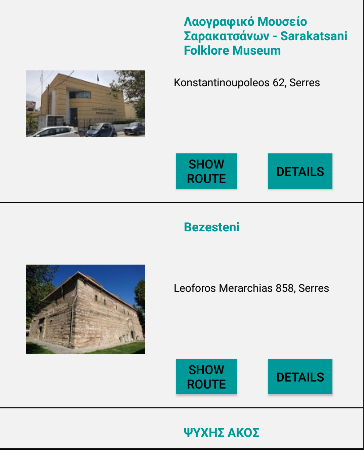 Λαογραφικό Μουσείο
Σαρακατσάνων - Sarakatsani
Folklore Museum
Konstantinoupoleos 62, Serres
SHOW
ROUTE
DETAILS
Bezesteni
Leoforos Merarchias 858, Serres
SHOW
ROUTE
DETAILS
ΨΥΧΗΣ ΑΚΟΣ